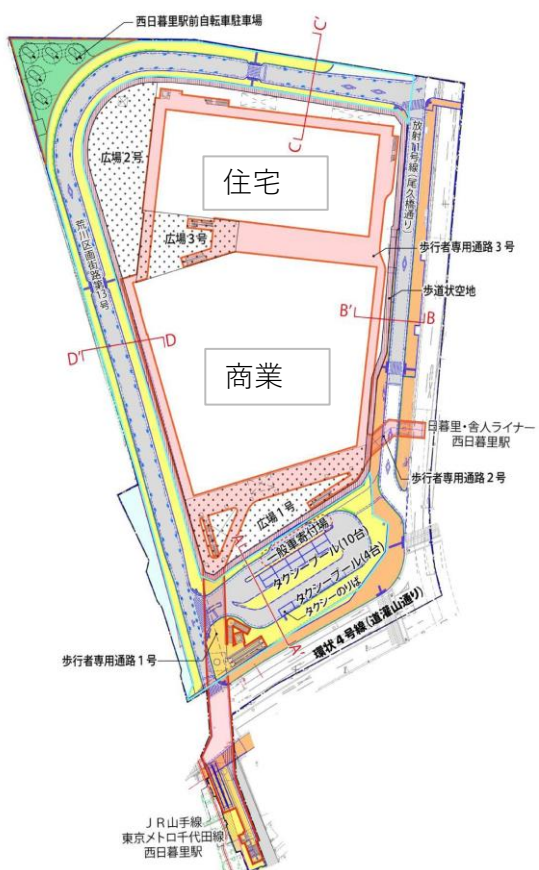 西日暮里駅前自転車駐車場
C'
C
放射11号線(尾久橋通り)
広場2号
住宅
広場3号
歩行者専用通路3号
荒川区画街路第13号
歩道状空地
B'
B
D'
D
商業
日暮里・舎人ライナー
西日暮里駅
歩行者専用通路2号
広場1号
一般車寄付場
タクシープール(10台)
タクシープール(4台)
タクシーのりば
A
A'
環状4号線(道灌山通り)
歩行者専用通路1号
JR山手線
東京メトロ千代田線
西日暮里駅